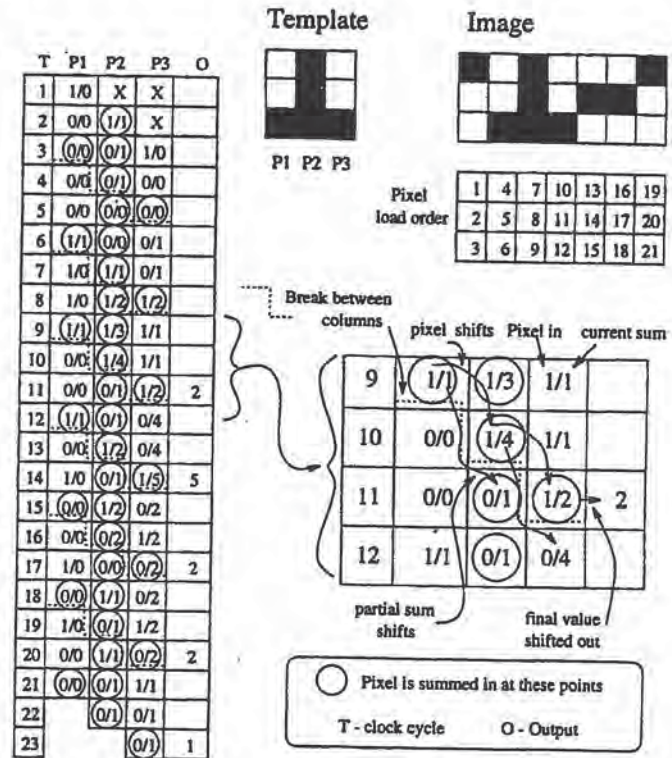 Template
Image
P1 P2 P3
Pixel load order
1 4 7 10 13 16 19
2 5 8 11 14 17 20
3 6 9 12 15 18 21
T P1 P2 P3 O
1 1/0 X X
2 0/0 1/1 X
3 0/0 0/1 1/0
4 0/0 0/1 0/0
5 0/0 0/0 0/0
6 1/1 0/0 0/1
7 1/0 1/1 0/1
8 1/0 1/2 1/2
9 1/1 1/3 1/1
10 0/0 1/4 1/1
11 0/0 0/1 1/2 2
12 1/1 0/1 0/4
13 0/0 1/2 0/4
14 1/0 0/1 1/5 5
15 0/0 1/2 0/2
16 0/0 0/2 1/2
17 1/0 0/0 0/2 2
18 0/0 1/1 0/2
19 1/0 0/1 1/2
20 0/0 1/1 0/2 2
21 0/0 0/1 1/1
22 0/1 0/1
23 0/1 1
Break between columns
pixel shifts
Pixel in
current sum
9 1/1 1/3 1/1
10 0/0 1/4 1/1
11 0/0 0/1 1/2 2
12 1/1 0/1 0/4
partial sum shifts
final value shifted out
Pixel is summed in at these points
T - clock cycle O - Output